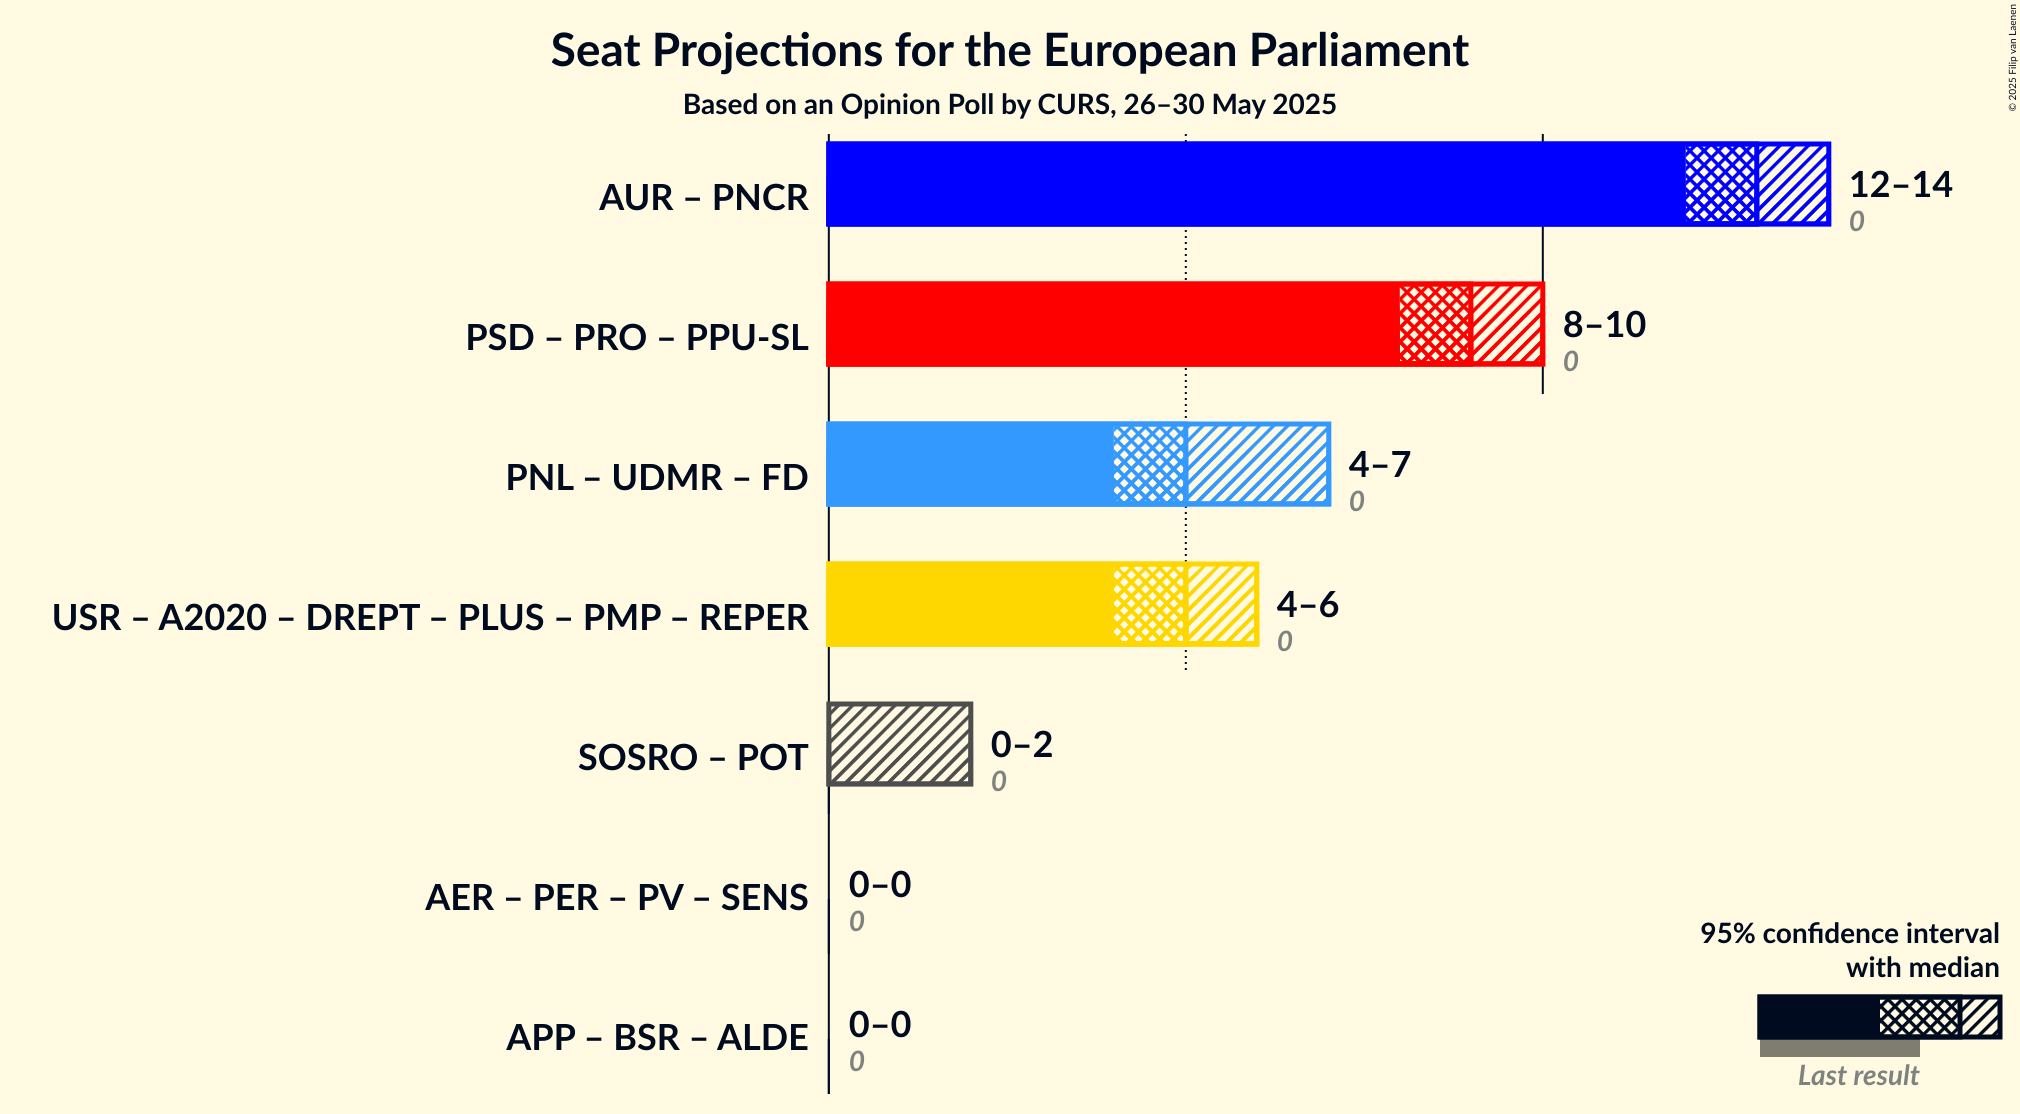 Seat Projections for the European Parliament
Based on an Opinion Poll by CURS, 26–30 May 2025
© 2025 Filip van Laenen
AUR – PNCR
12–14
0
PSD – PRO – PPU-SL
8–10
0
PNL – UDMR – FD
4–7
0
USR – A2020 – DREPT – PLUS – PMP – REPER
4–6
0
SOSRO – POT
0–2
0
AER – PER – PV – SENS
0–0
0
APP – BSR – ALDE
0–0
0
95% confidence interval
with median
Last result